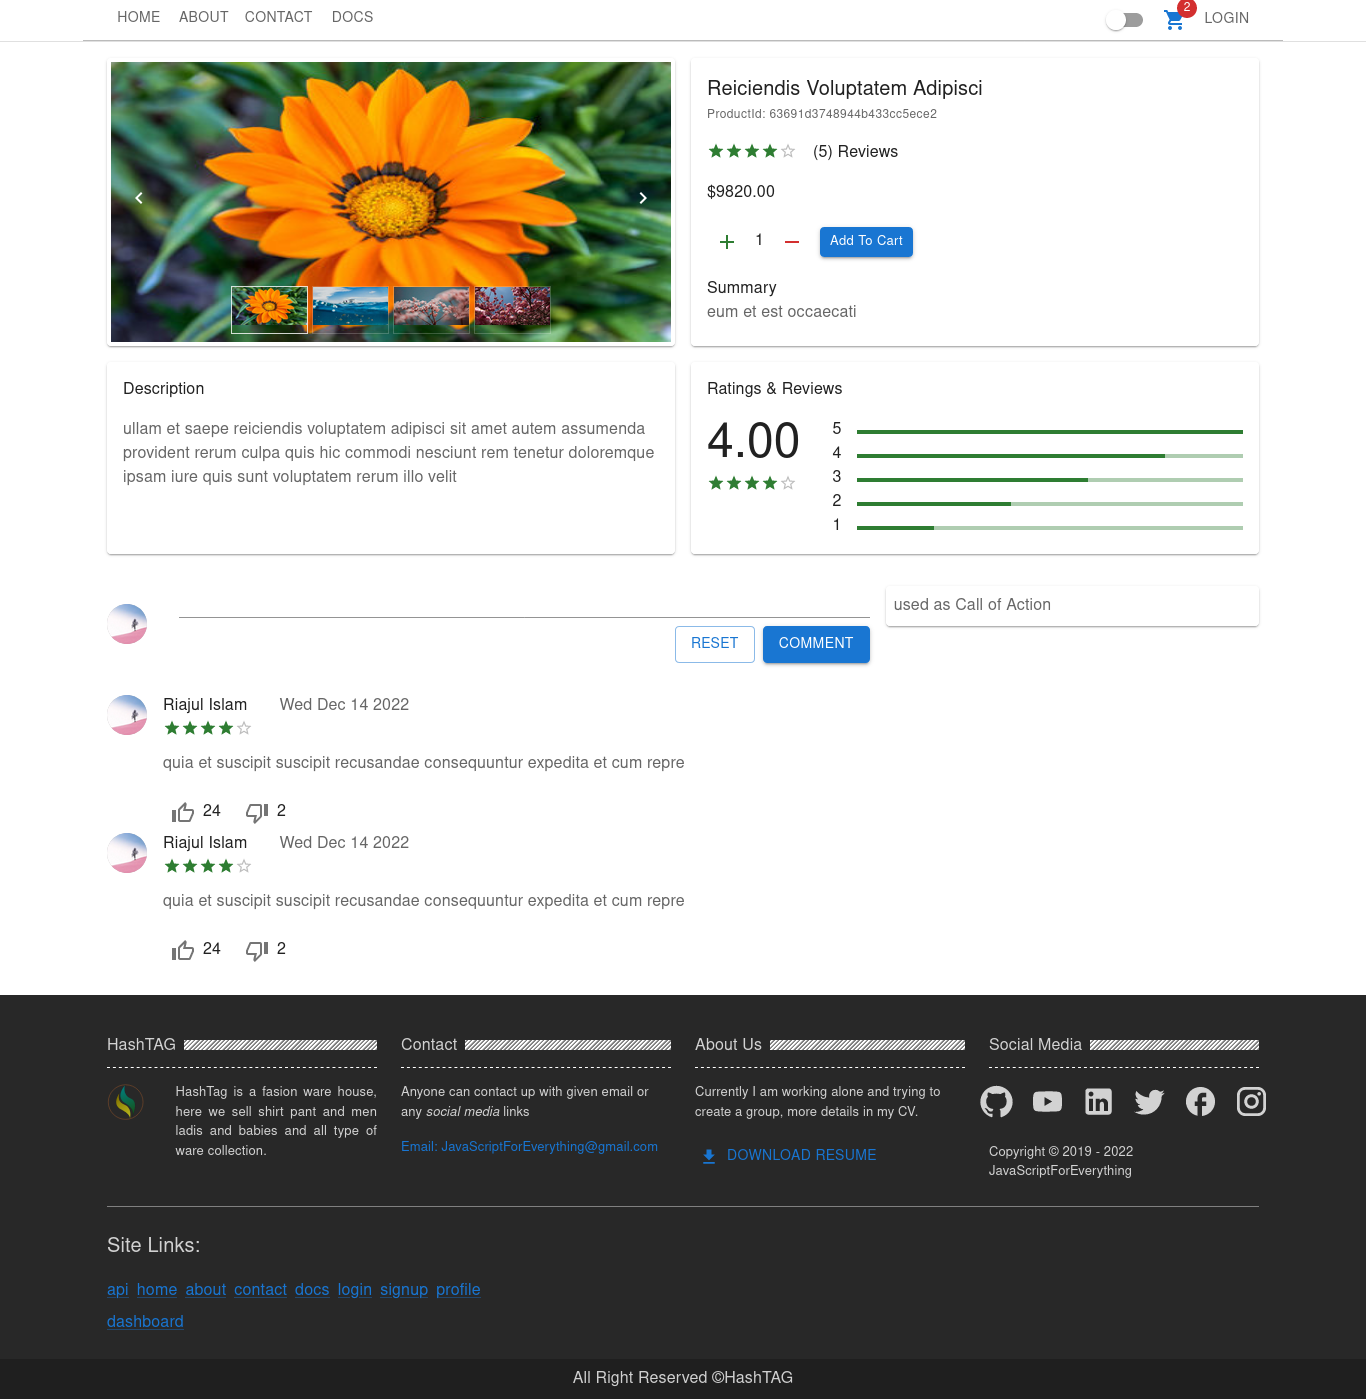 HOME ABOUT CONTACT DOCS
2
LOGIN
Reiciendis Voluptatem Adipisci
ProductId: 63691d3748944b433cc5ece2
(5) Reviews
$9820.00
1
Add To Cart
Summary
eum et est occaecati
Description
ullam et saepe reiciendis voluptatem adipisci sit amet autem assumenda
provident rerum culpa quis hic commodi nesciunt rem tenetur doloremque
ipsam iure quis sunt voluptatem rerum illo velit
Ratings & Reviews
4.00
5
4
3
2
1
used as Call of Action
RESET
COMMENT
Riajul Islam Wed Dec 14 2022
quia et suscipit suscipit recusandae consequuntur expedita et cum repre
24 2
Riajul Islam Wed Dec 14 2022
quia et suscipit suscipit recusandae consequuntur expedita et cum repre
24 2
HashTAG
HashTag is a fasion ware house,
here we sell shirt pant and men
ladis and babies and all type of
ware collection.
Contact
Anyone can contact up with given email or
any social media links
Email: JavaScriptForEverything@gmail.com
About Us
Currently I am working alone and trying to
create a group, more details in my CV.
DOWNLOAD RESUME
Social Media
Copyright © 2019 - 2022
JavaScriptForEverything
Site Links:
api home about contact docs login signup profile
dashboard
All Right Reserved ©HashTAG